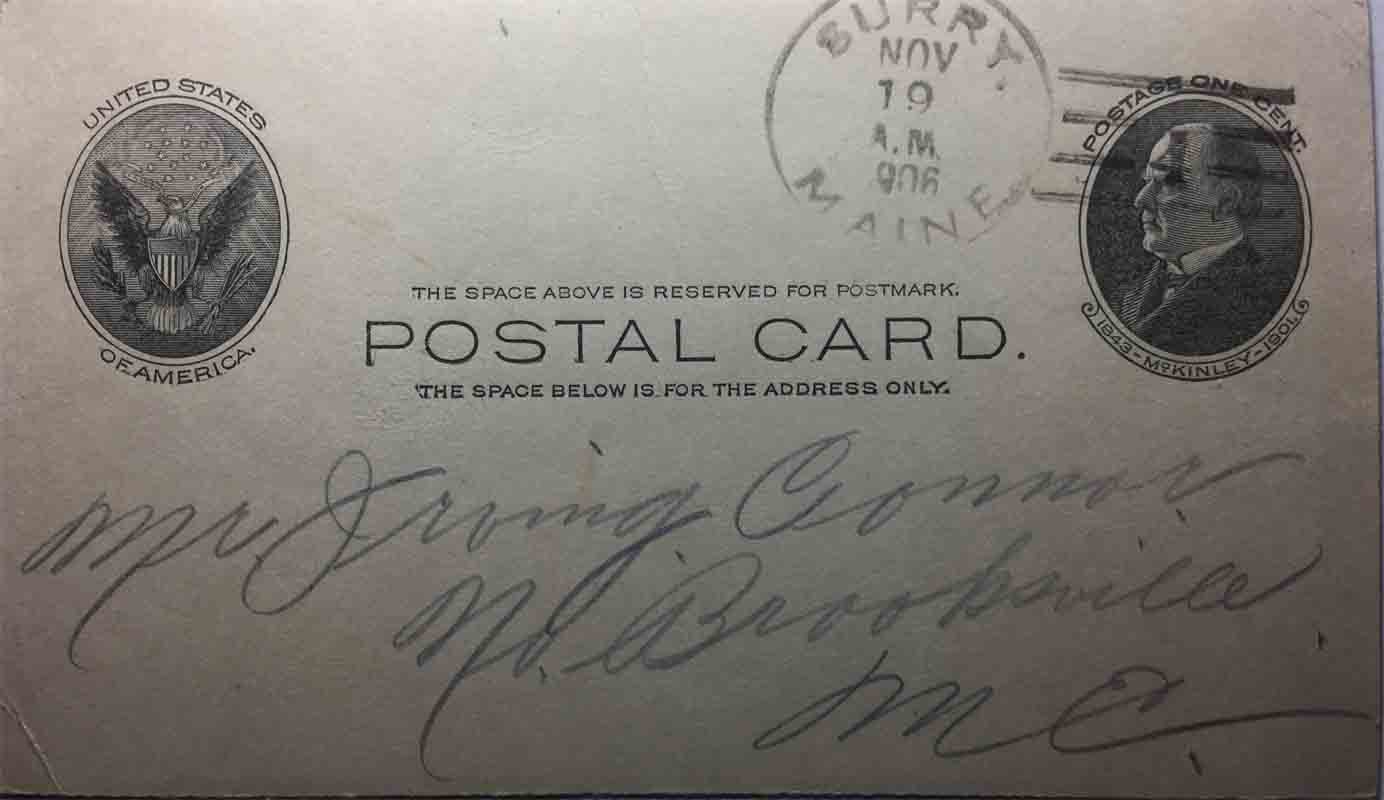 UNITED STATES
OF AMERICA.
SURRY.
NOV
19
A.M.
906
MAINE
POSTAGE ONE CENT.
1843-McKINLEY-1901.
THE SPACE ABOVE IS RESERVED FOR POSTMARK.
POSTAL CARD.
THE SPACE BELOW IS FOR THE ADDRESS ONLY.
Mr Irving Connor
No. Brooksville
ME